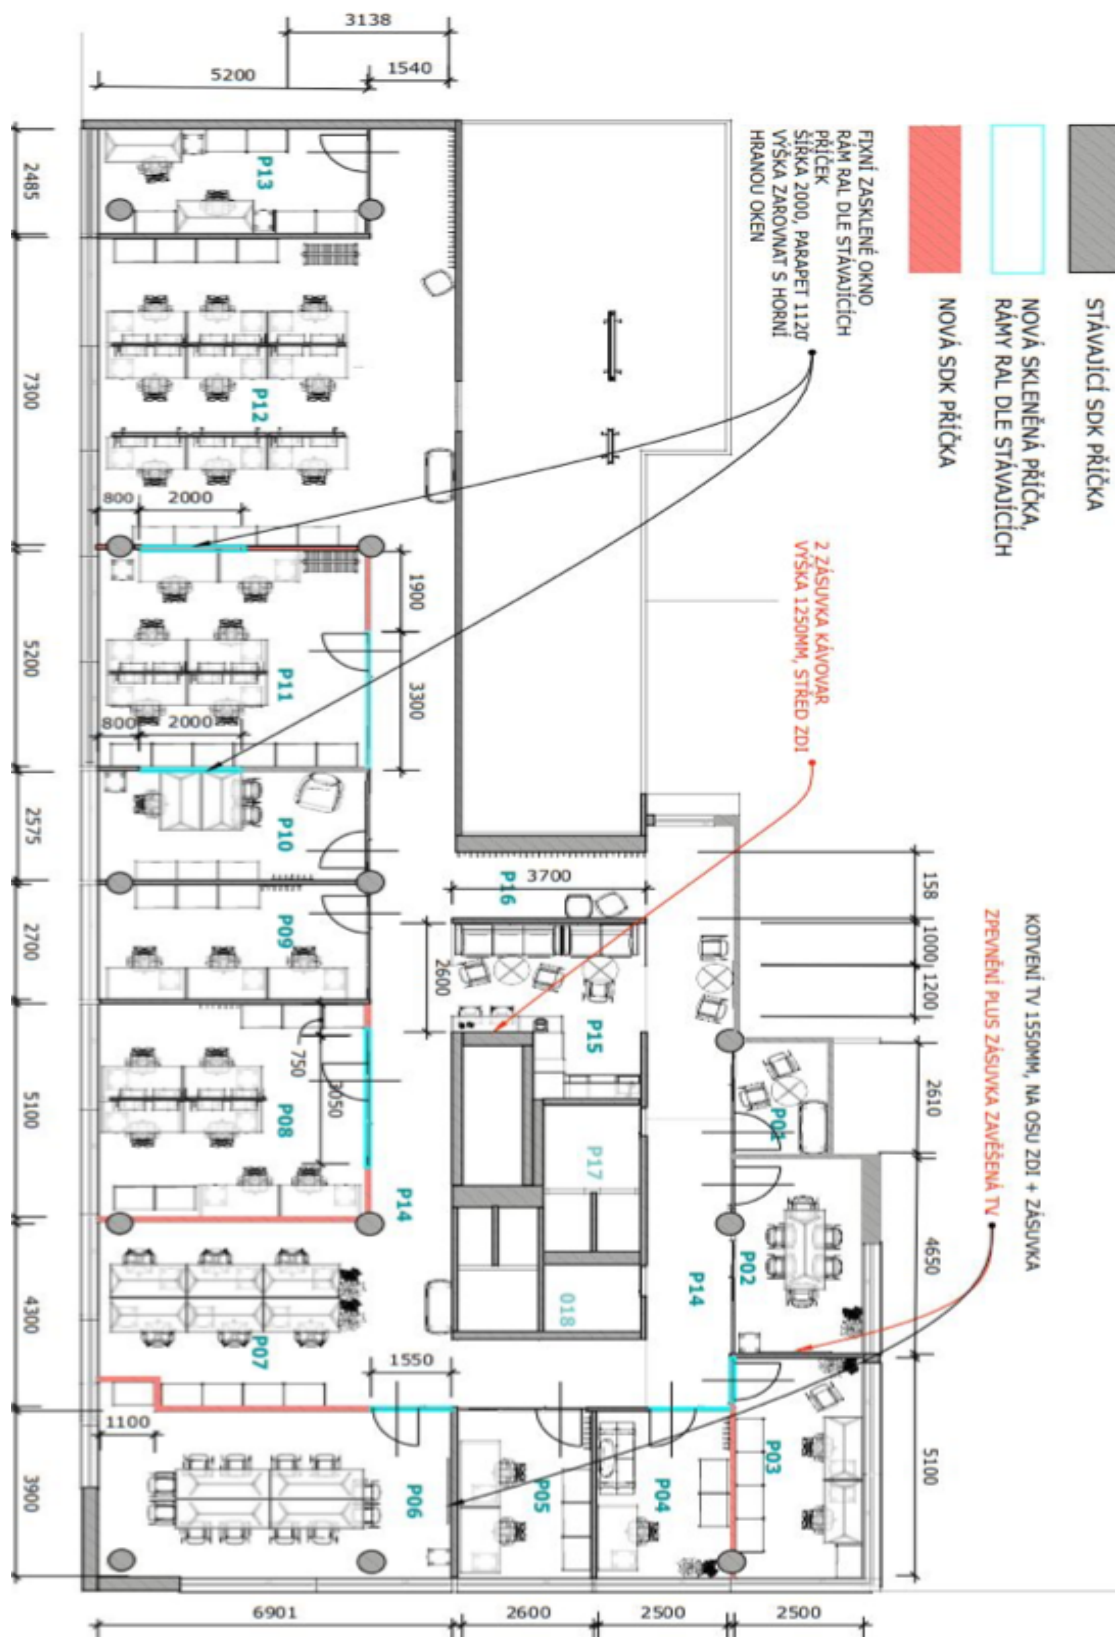 STÁVAJÍCÍ SDK PŘÍČKA
NOVÁ SKLENĚNÁ PŘÍČKA,
RÁMY RAL DLE STÁVAJÍCÍCH
NOVÁ SDK PŘÍČKA
FIXNÍ ZASKLENÉ OKNO
RÁM RAL DLE STÁVAJÍCÍCH
PŘÍČEK
ŠÍŘKA 2000, PARAPET 1120
VÝŠKA ZAROVNAT S HORNÍ
HRANOU OKEN
2 ZÁSUVKA KÁVOVAR
VÝŠKA 1250MM, STŘED ZDI
KOTVENÍ TV 1550MM, NA OSU ZDI + ZÁSUVKA
ZPEVNĚNÍ PLUS ZÁSUVKA ZAVĚŠENÁ TV
3138
5200
1540
2485
7300
5200
2575
2700
5100
4300
3900
P13
P12
800
2000
1900
3300
P11
800
2000
P10
P09
P16
3700
2600
P15
158
1000
1200
2610
4650
5100
750
3050
P08
P14
P17
018
P01
P02
P14
P07
1550
1100
P06
P05
P04
P03
6901
2600
2500
2500